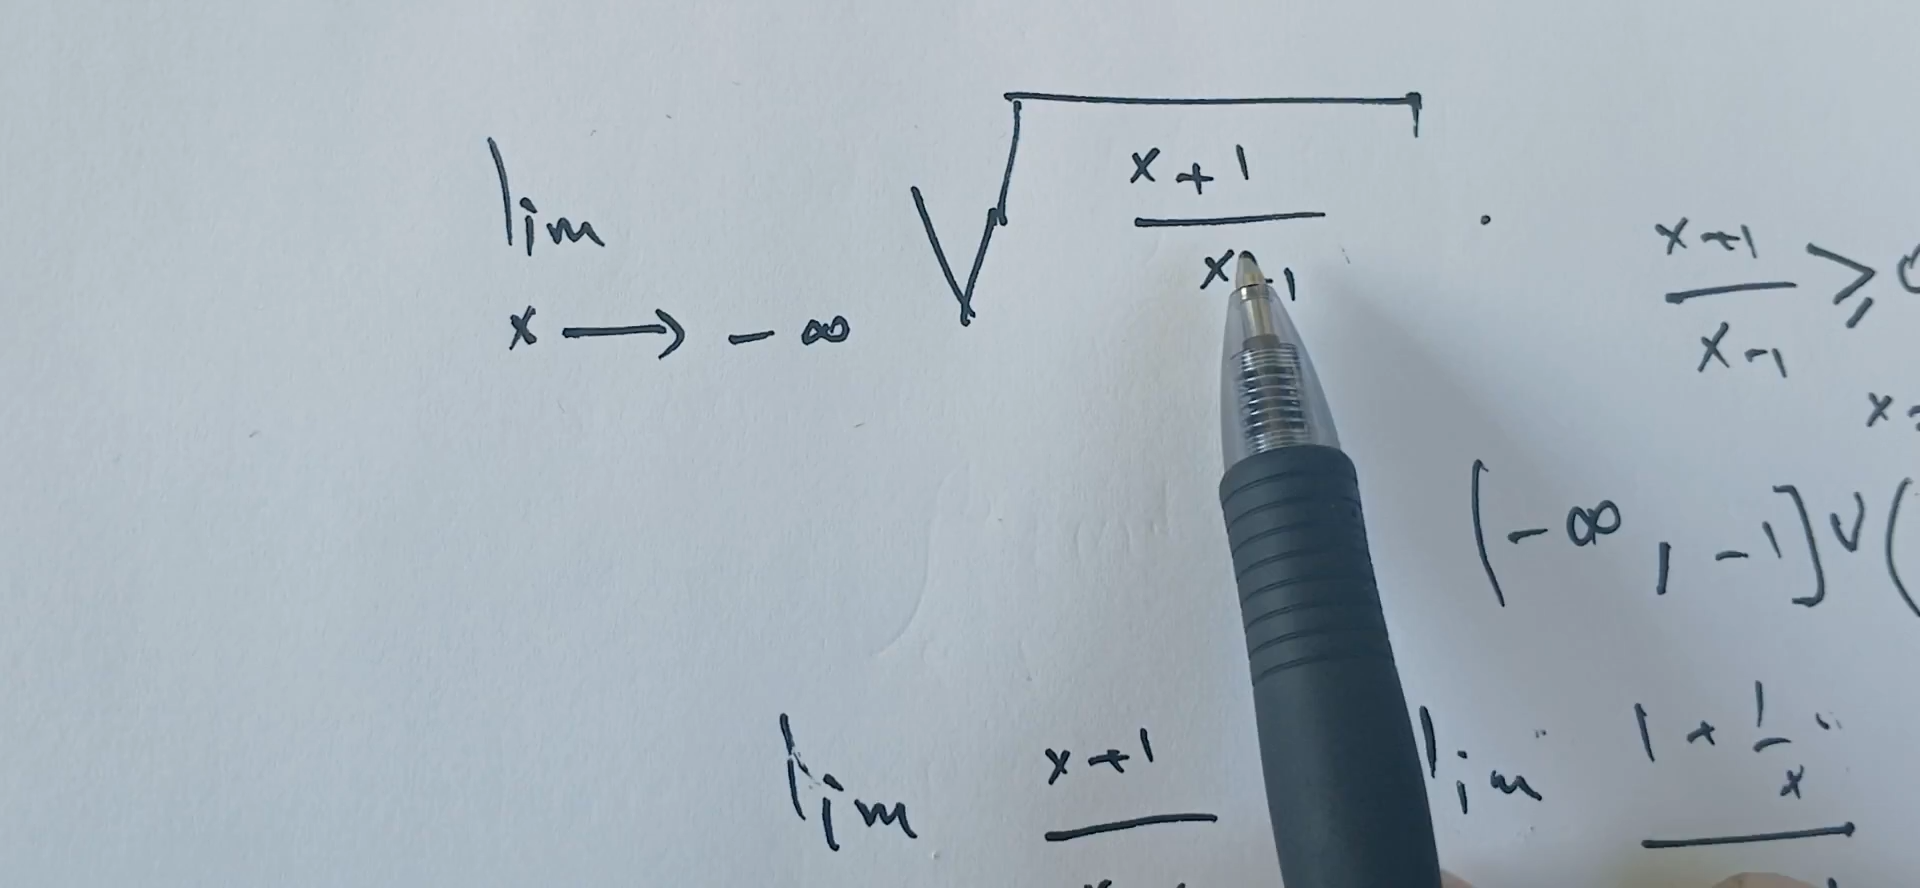 lim x → -∞ √((x + 1)/(x - 1)) .
(x + 1)/(x - 1) ≥
x
(-∞, -1] ∪ (
lim x + 1
lim 1 + 1/x